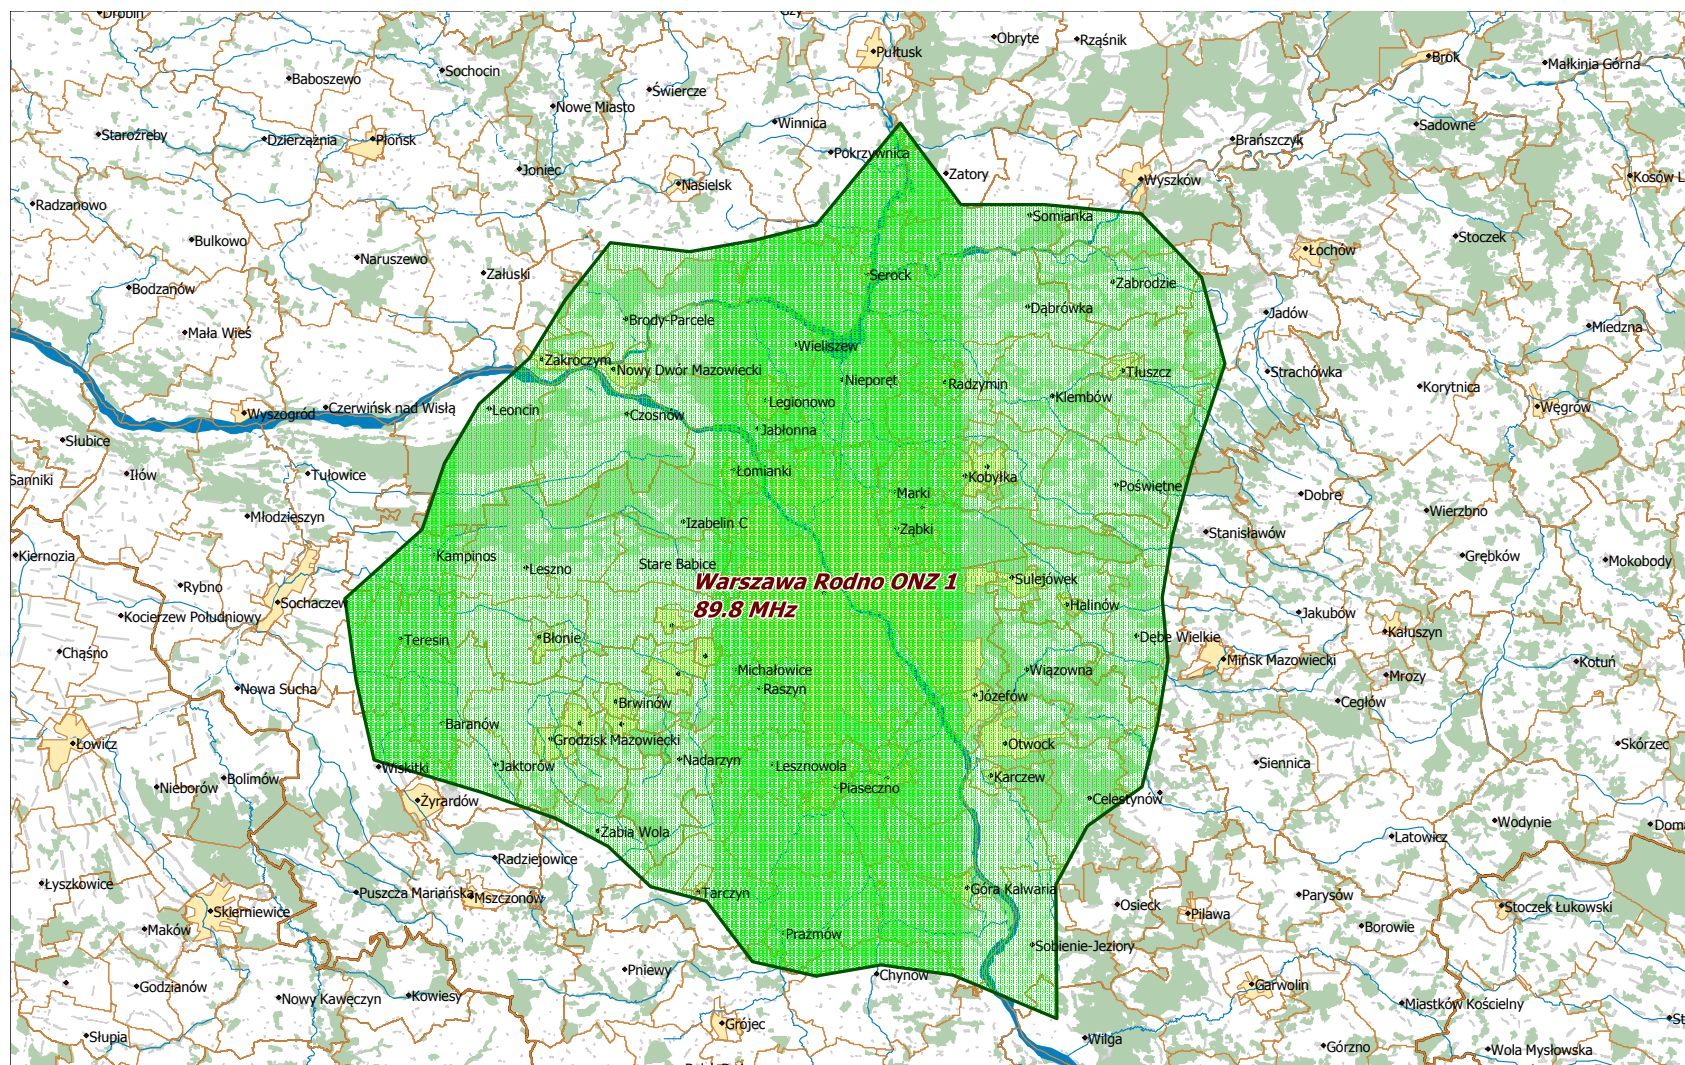 Drobin
Obryte
Rząśnik
Pułtusk
Brok
Małkinia Górna
Sochocin
Baboszewo
Świercze
Nowe Miasto
Winnica
Sadowne
Staroźreby
Dzierzążnia
Płońsk
Brańszczyk
Pokrzywnica
Joniec
Zatory
Wyszków
Kosów L
Nasielsk
Radzanowo
Somianka
Bulkowo
Stoczek
Łochów
Naruszewo
Załuski
Serock
Zabrodzie
Bodzanów
Dąbrówka
Jadów
Brody-Parcele
Miedzna
Mała Wieś
Wieliszew
Zakroczym
Nowy Dwór Mazowiecki
Tłuszcz
Strachówka
Nieporęt
Radzymin
Korytnica
Klembów
Legionowo
Węgrów
Leoncin
Czerwińsk nad Wisłą
Wyszogród
Czosnów
Jabłonna
Słubice
Łomianki
Iłów
Tułowice
Kobyłka
Sanniki
Poświętne
Marki
Dobre
Wierzbno
Młodzieszyn
Izabelin C
Ząbki
Stanisławów
Kiernozia
Kampinos
Grębków
Mokobody
Stare Babice
Leszno
Sulejówek
Warszawa Rodno ONZ 1
89.8 MHz
Rybno
Sochaczew
Halinów
Jakubów
Kocierzew Południowy
Kałuszyn
Teresin
Błonie
Dębe Wielkie
Chąśno
Mińsk Mazowiecki
Kotuń
Michałowice
Wiązowna
Mrozy
Nowa Sucha
Raszyn
Józefów
Brwinów
Cegłów
Baranów
Łowicz
Grodzisk Mazowiecki
Otwock
Skórzec
Nadarzyn
Siennica
Wiskitki
Jaktorów
Lesznowola
Bolimów
Karczew
Nieborów
Piaseczno
Żyrardów
Celestynów
Wodynie
Żabia Wola
Latowicz
Radziejowice
Łyszkowice
Puszcza Mariańska
Mszczonów
Tarczyn
Góra Kalwaria
Parysów
Osieck
Stoczek Łukowski
Skierniewice
Pilawa
Maków
Prażmów
Borowie
Sobienie-Jeziory
Pniewy
Chynów
Godzianów
Garwolin
Nowy Kawęczyn
Kowiesy
Miastków Kościelny
Grójec
Słupia
Wilga
Górzno
Wola Mysłowska